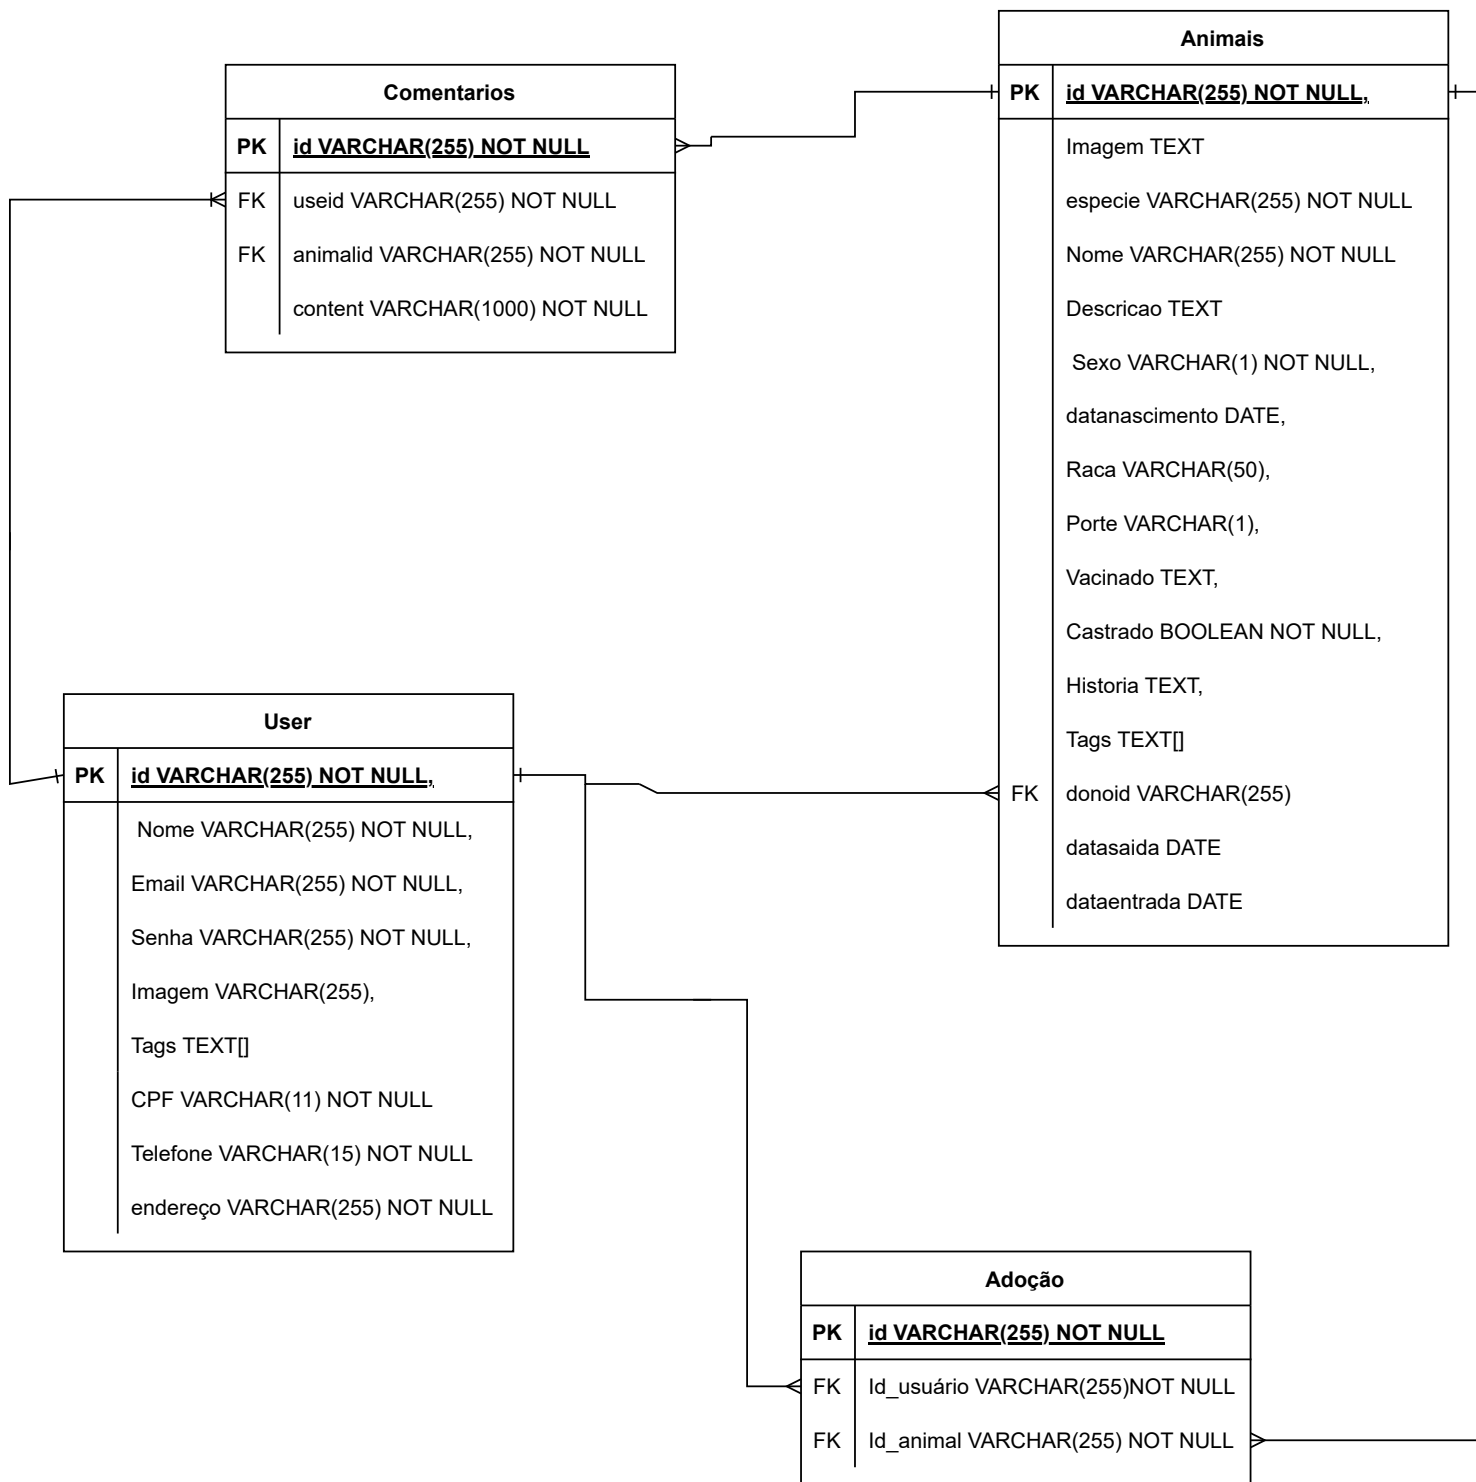 Animais
PK id VARCHAR(255) NOT NULL,
Imagem TEXT
especie VARCHAR(255) NOT NULL
Nome VARCHAR(255) NOT NULL
Descricao TEXT
Sexo VARCHAR(1) NOT NULL,
datanascimento DATE,
Raca VARCHAR(50),
Porte VARCHAR(1),
Vacinado TEXT,
Castrado BOOLEAN NOT NULL,
Historia TEXT,
Tags TEXT[]
FK donoid VARCHAR(255)
datasaida DATE
dataentrada DATE
Comentarios
PK id VARCHAR(255) NOT NULL
FK useid VARCHAR(255) NOT NULL
FK animalid VARCHAR(255) NOT NULL
content VARCHAR(1000) NOT NULL
User
PK id VARCHAR(255) NOT NULL,
Nome VARCHAR(255) NOT NULL,
Email VARCHAR(255) NOT NULL,
Senha VARCHAR(255) NOT NULL,
Imagem VARCHAR(255),
Tags TEXT[]
CPF VARCHAR(11) NOT NULL
Telefone VARCHAR(15) NOT NULL
endereço VARCHAR(255) NOT NULL
Adoção
PK id VARCHAR(255) NOT NULL
FK Id_usuário VARCHAR(255)NOT NULL
FK Id_animal VARCHAR(255) NOT NULL